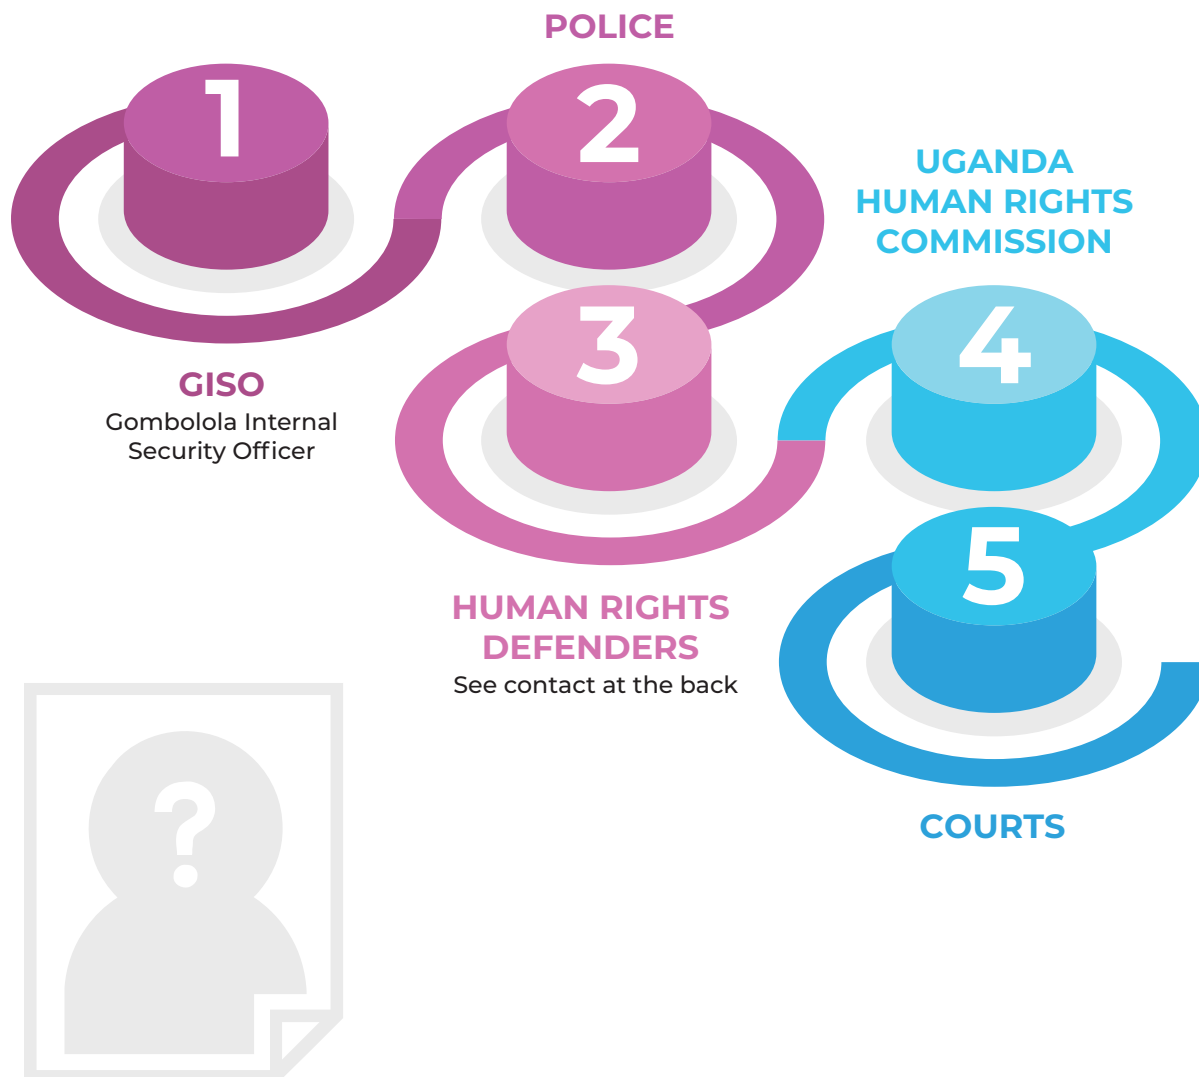 POLICE
1
2
UGANDA
HUMAN RIGHTS
COMMISSION
3
4
GISO
Gombolola Internal
Security Officer
5
HUMAN RIGHTS
DEFENDERS
See contact at the back
?
COURTS